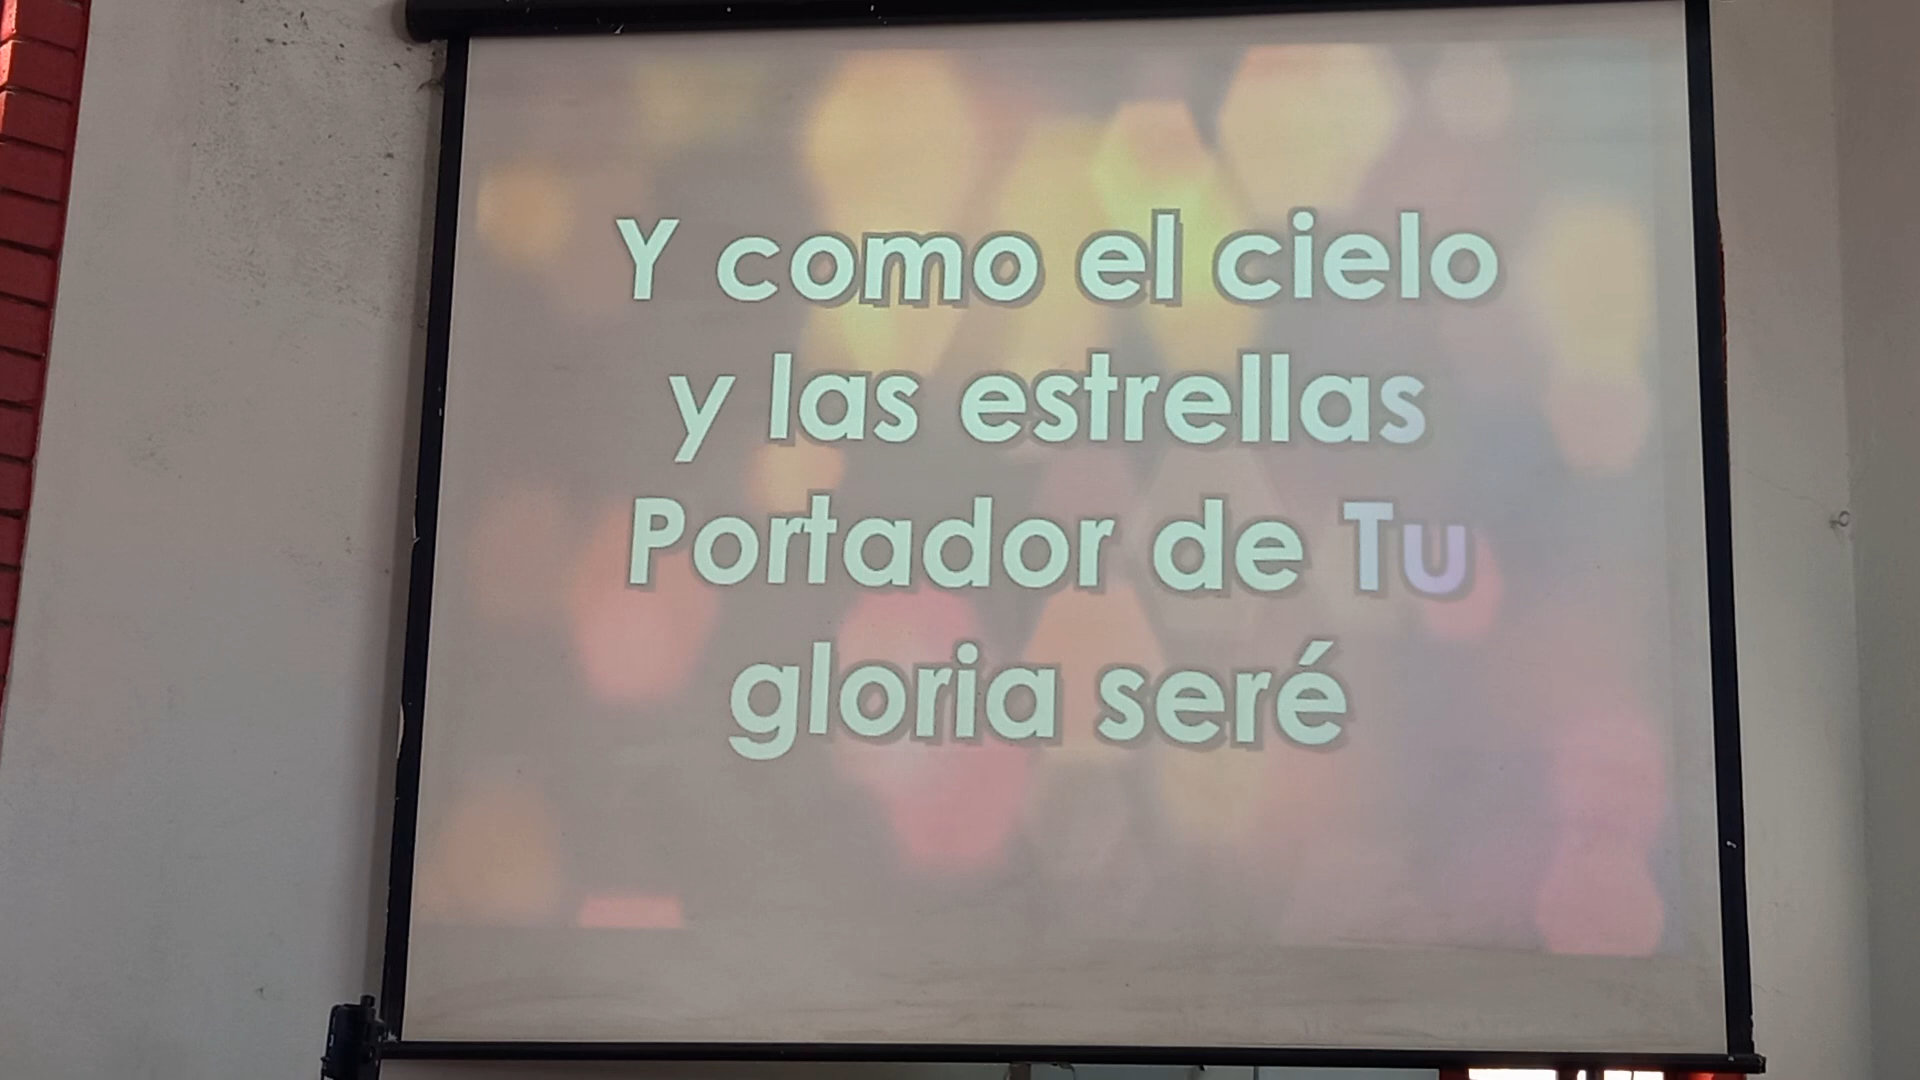 Y como el cielo
y las estrellas
Portador de Tu
gloria seré